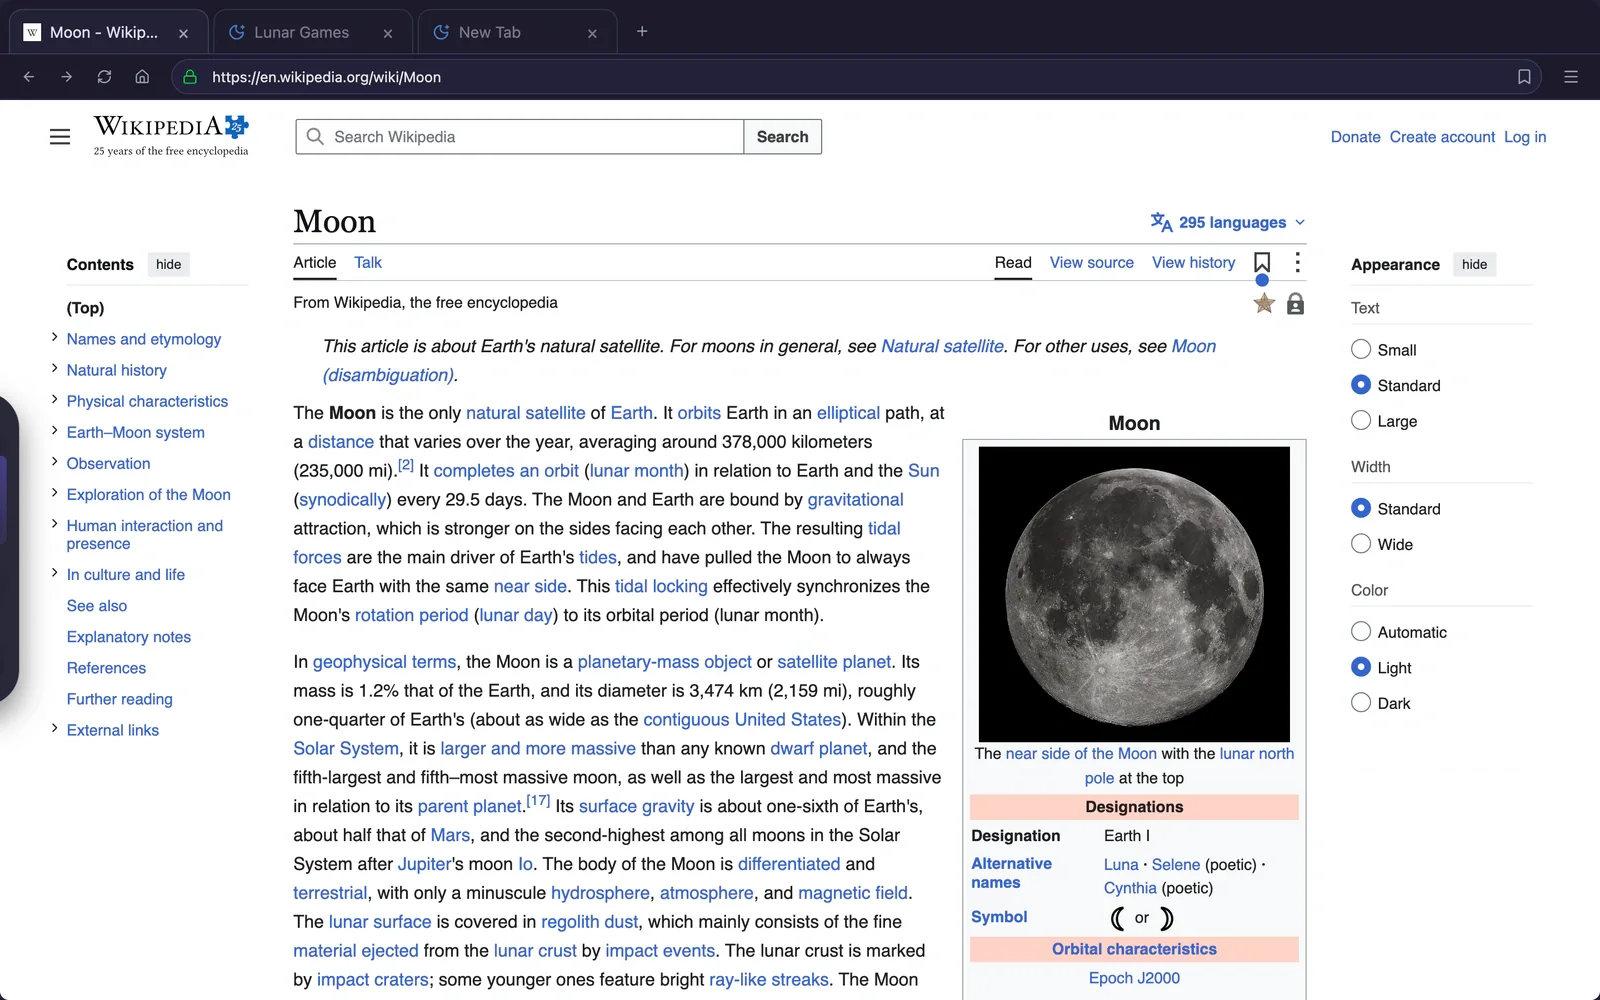 Moon - Wikip...
Lunar Games
New Tab
https://en.wikipedia.org/wiki/Moon
WIKIPEDIA 25
25 years of the free encyclopedia
Search Wikipedia
Search
Donate Create account Log in
Moon
295 languages
Article Talk
Read View source View history
From Wikipedia, the free encyclopedia
Contents hide
(Top)
Names and etymology
Natural history
Physical characteristics
Earth–Moon system
Observation
Exploration of the Moon
Human interaction and
presence
In culture and life
See also
Explanatory notes
References
Further reading
External links
This article is about Earth's natural satellite. For moons in general, see Natural satellite. For other uses, see Moon
(disambiguation).
The Moon is the only natural satellite of Earth. It orbits Earth in an elliptical path, at
a distance that varies over the year, averaging around 378,000 kilometers
(235,000 mi).[2] It completes an orbit (lunar month) in relation to Earth and the Sun
(synodically) every 29.5 days. The Moon and Earth are bound by gravitational
attraction, which is stronger on the sides facing each other. The resulting tidal
forces are the main driver of Earth's tides, and have pulled the Moon to always
face Earth with the same near side. This tidal locking effectively synchronizes the
Moon's rotation period (lunar day) to its orbital period (lunar month).
In geophysical terms, the Moon is a planetary-mass object or satellite planet. Its
mass is 1.2% that of the Earth, and its diameter is 3,474 km (2,159 mi), roughly
one-quarter of Earth's (about as wide as the contiguous United States). Within the
Solar System, it is larger and more massive than any known dwarf planet, and the
fifth-largest and fifth–most massive moon, as well as the largest and most massive
in relation to its parent planet.[17] Its surface gravity is about one-sixth of Earth's,
about half that of Mars, and the second-highest among all moons in the Solar
System after Jupiter's moon Io. The body of the Moon is differentiated and
terrestrial, with only a minuscule hydrosphere, atmosphere, and magnetic field.
The lunar surface is covered in regolith dust, which mainly consists of the fine
material ejected from the lunar crust by impact events. The lunar crust is marked
by impact craters; some younger ones feature bright ray-like streaks. The Moon
Moon
The near side of the Moon with the lunar north
pole at the top
Designations
Designation Earth I
Alternative
names
Luna · Selene (poetic) ·
Cynthia (poetic)
Symbol or
Orbital characteristics
Epoch J2000
Appearance hide
Text
Small
Standard
Large
Width
Standard
Wide
Color
Automatic
Light
Dark